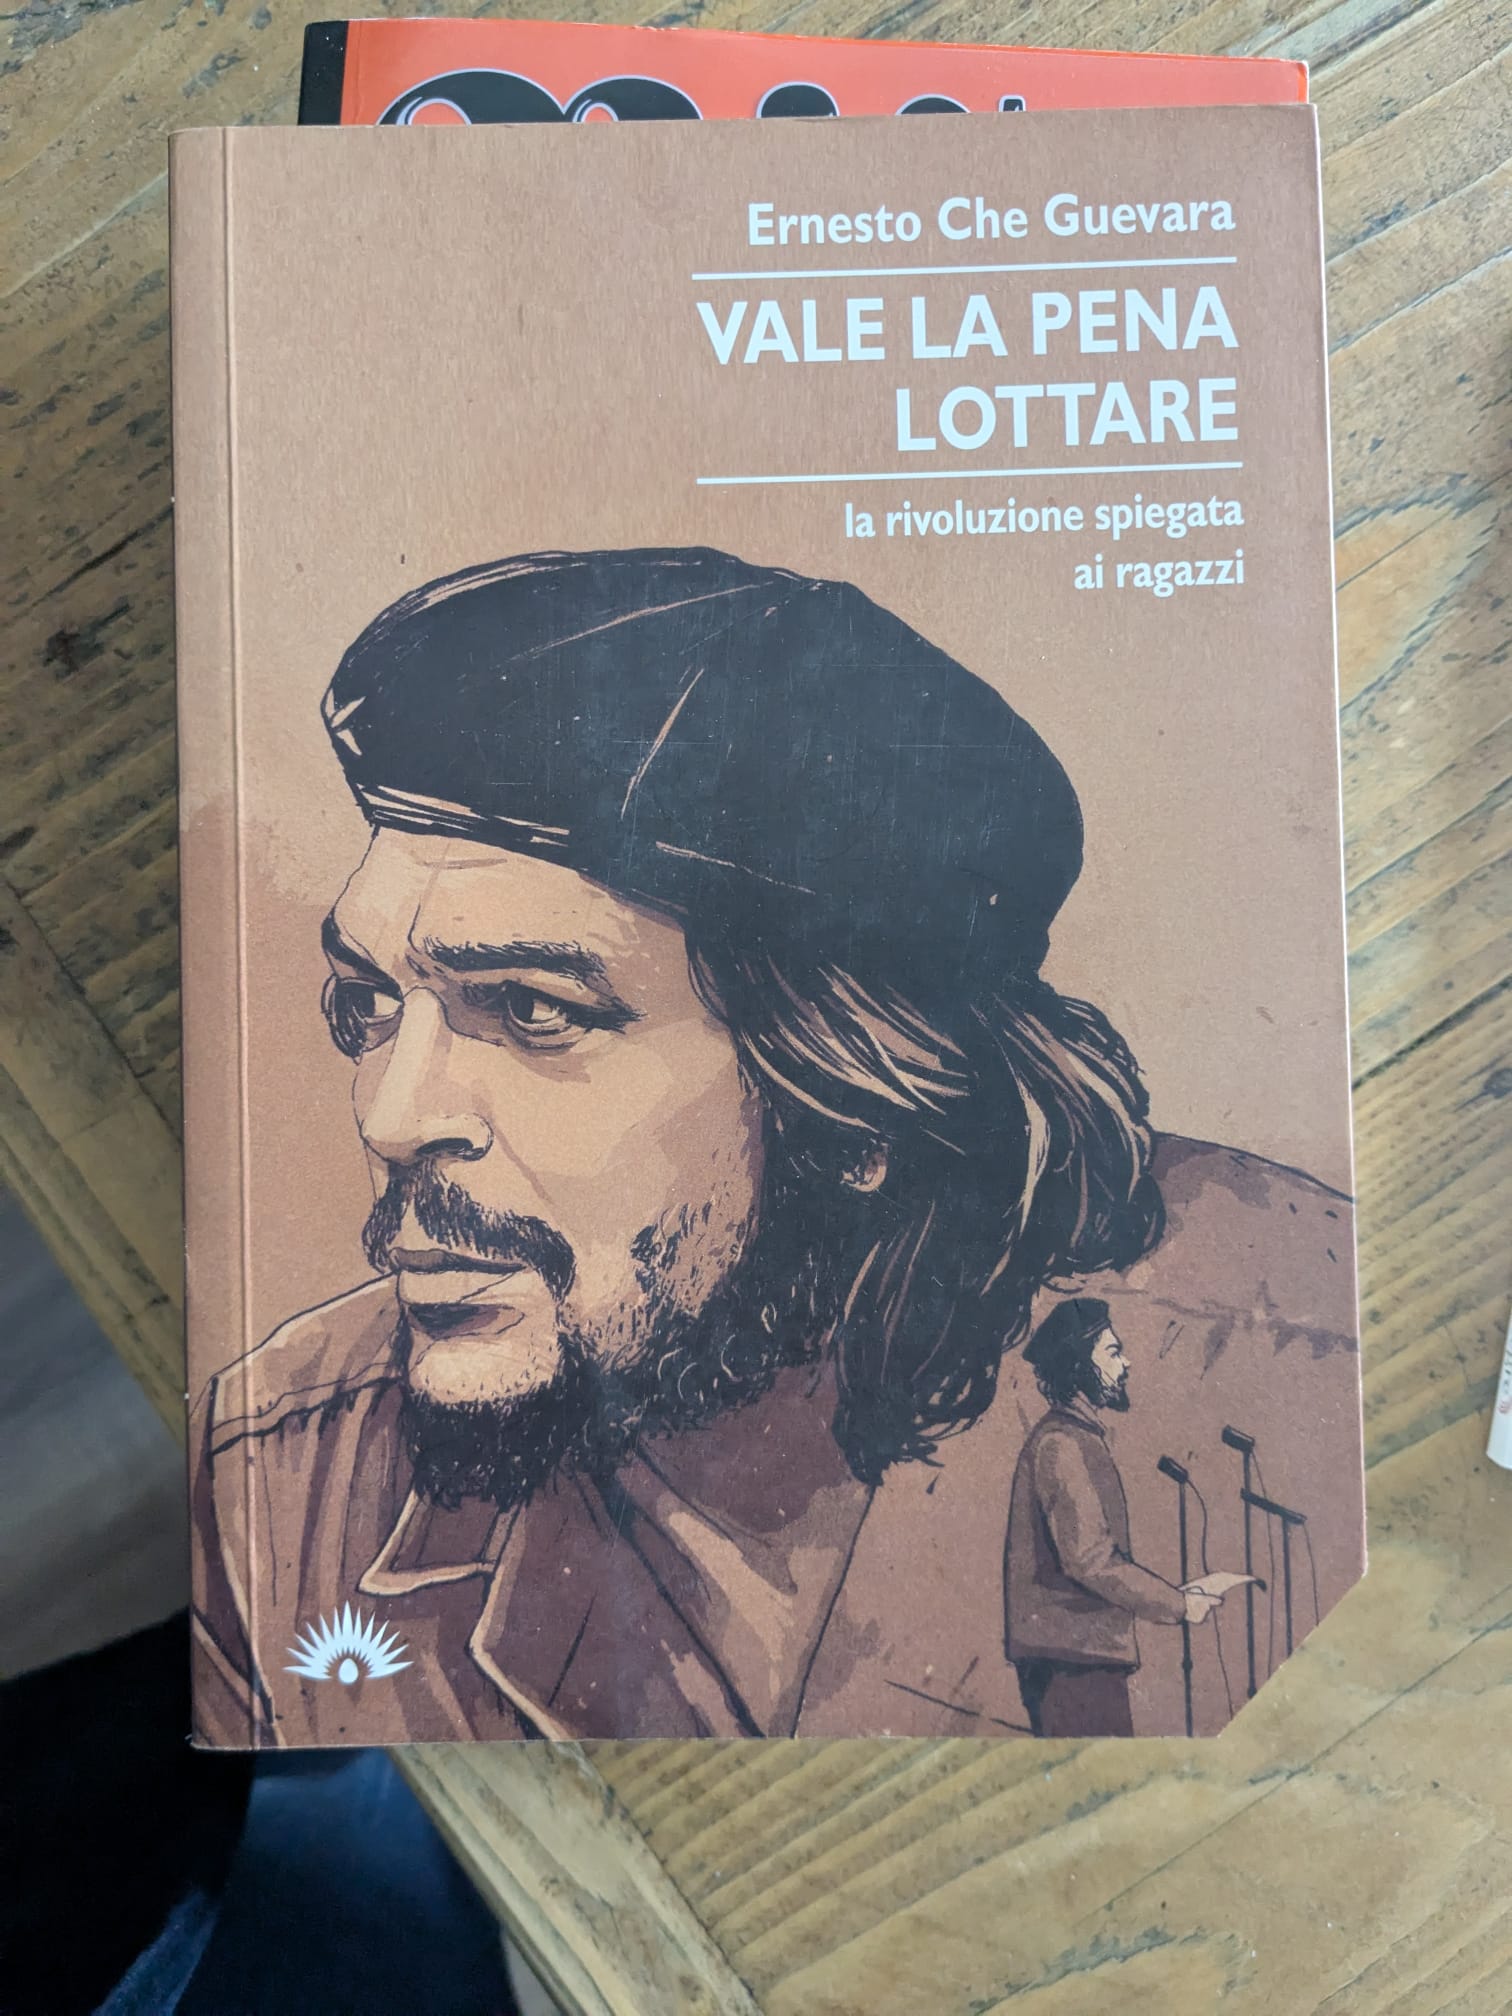 Ernesto Che Guevara
VALE LA PENA
LOTTARE
la rivoluzione spiegata
ai ragazzi